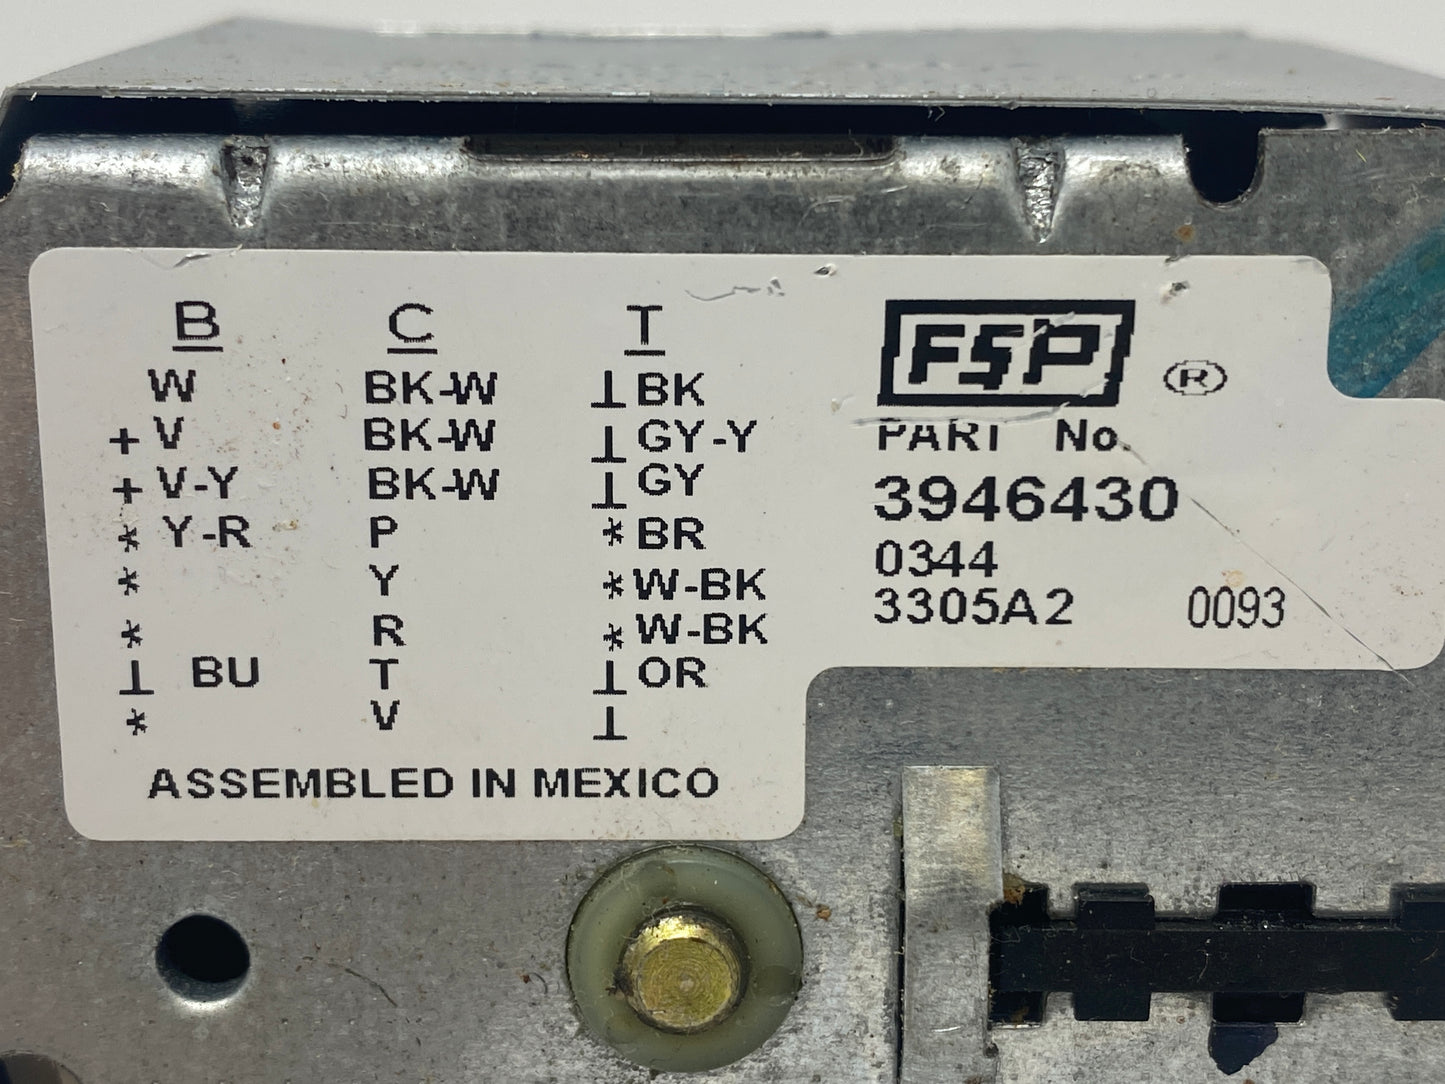 B C T
W BK-W ⊥ BK
+ V BK-W ⊥ GY-Y
+ V-Y BK-W ⊥ GY
* Y-R P * BR
* Y * W-BK
* R * W-BK
⊥ BU T ⊥ OR
* V ⊥
ASSEMBLED IN MEXICO
FSP ®
PART No.
3946430
0344
3305A2 0093